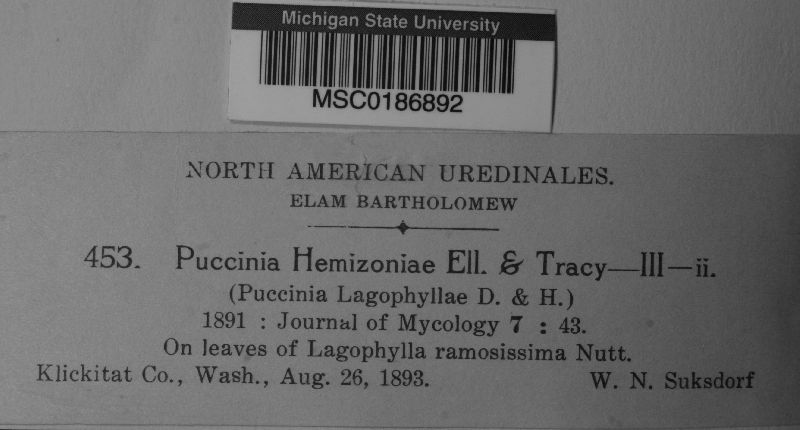 Michigan State University
MSC0186892
NORTH AMERICAN UREDINALES.
ELAM BARTHOLOMEW
453. Puccinia Hemizoniae Ell. & Tracy—III—ii.
(Puccinia Lagophyllae D. & H.)
1891 : Journal of Mycology 7 : 43.
On leaves of Lagophylla ramosissima Nutt.
Klickitat Co., Wash., Aug. 26, 1893. W. N. Suksdorf